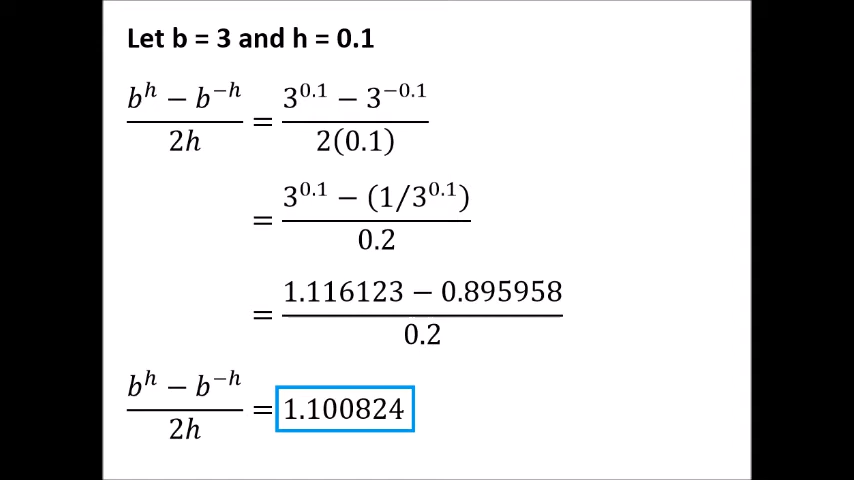 Let b = 3 and h = 0.1
(b^h − b^{−h}) / 2h = (3^{0.1} − 3^{−0.1}) / 2(0.1)
= (3^{0.1} − (1/3^{0.1})) / 0.2
= (1.116123 − 0.895958) / 0.2
(b^h − b^{−h}) / 2h = 1.100824